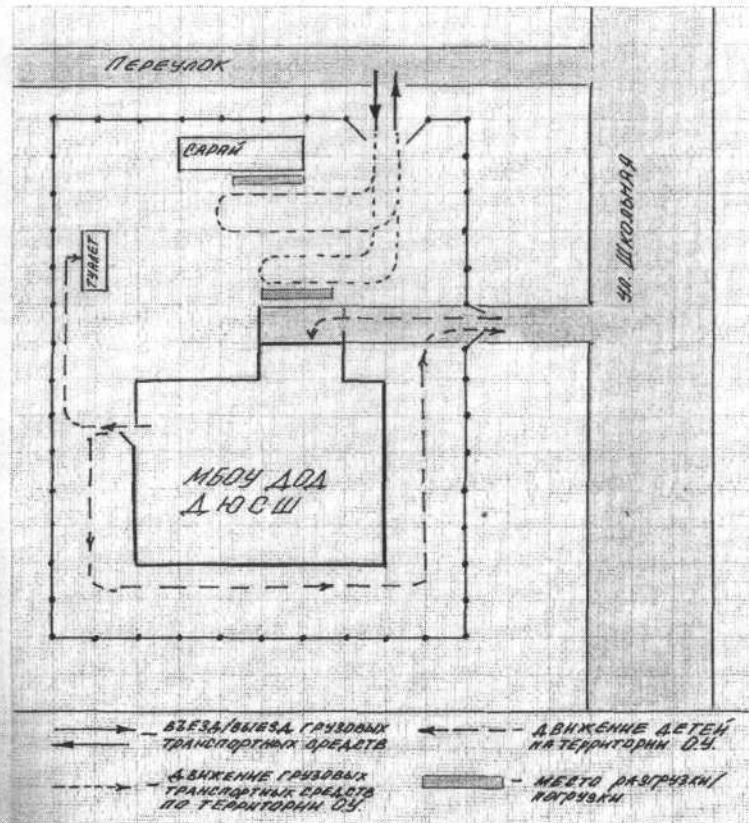 ПЕРЕУЛОК
САРАЙ
ТУАЛЕТ
УЛ. ШКОЛЬНАЯ
МБОУ ДОД
ДЮСШ
ВЪЕЗД/ВЫЕЗД ГРУЗОВЫХ
ТРАНСПОРТНЫХ СРЕДСТВ
ДВИЖЕНИЕ ГРУЗОВЫХ
ТРАНСПОРТНЫХ СРЕДСТВ
ПО ТЕРРИТОРИИ ОУ.
ДВИЖЕНИЕ ДЕТЕЙ
НА ТЕРРИТОРИИ О.У.
МЕСТО РАЗГРУЗКИ/
ПОГРУЗКИ